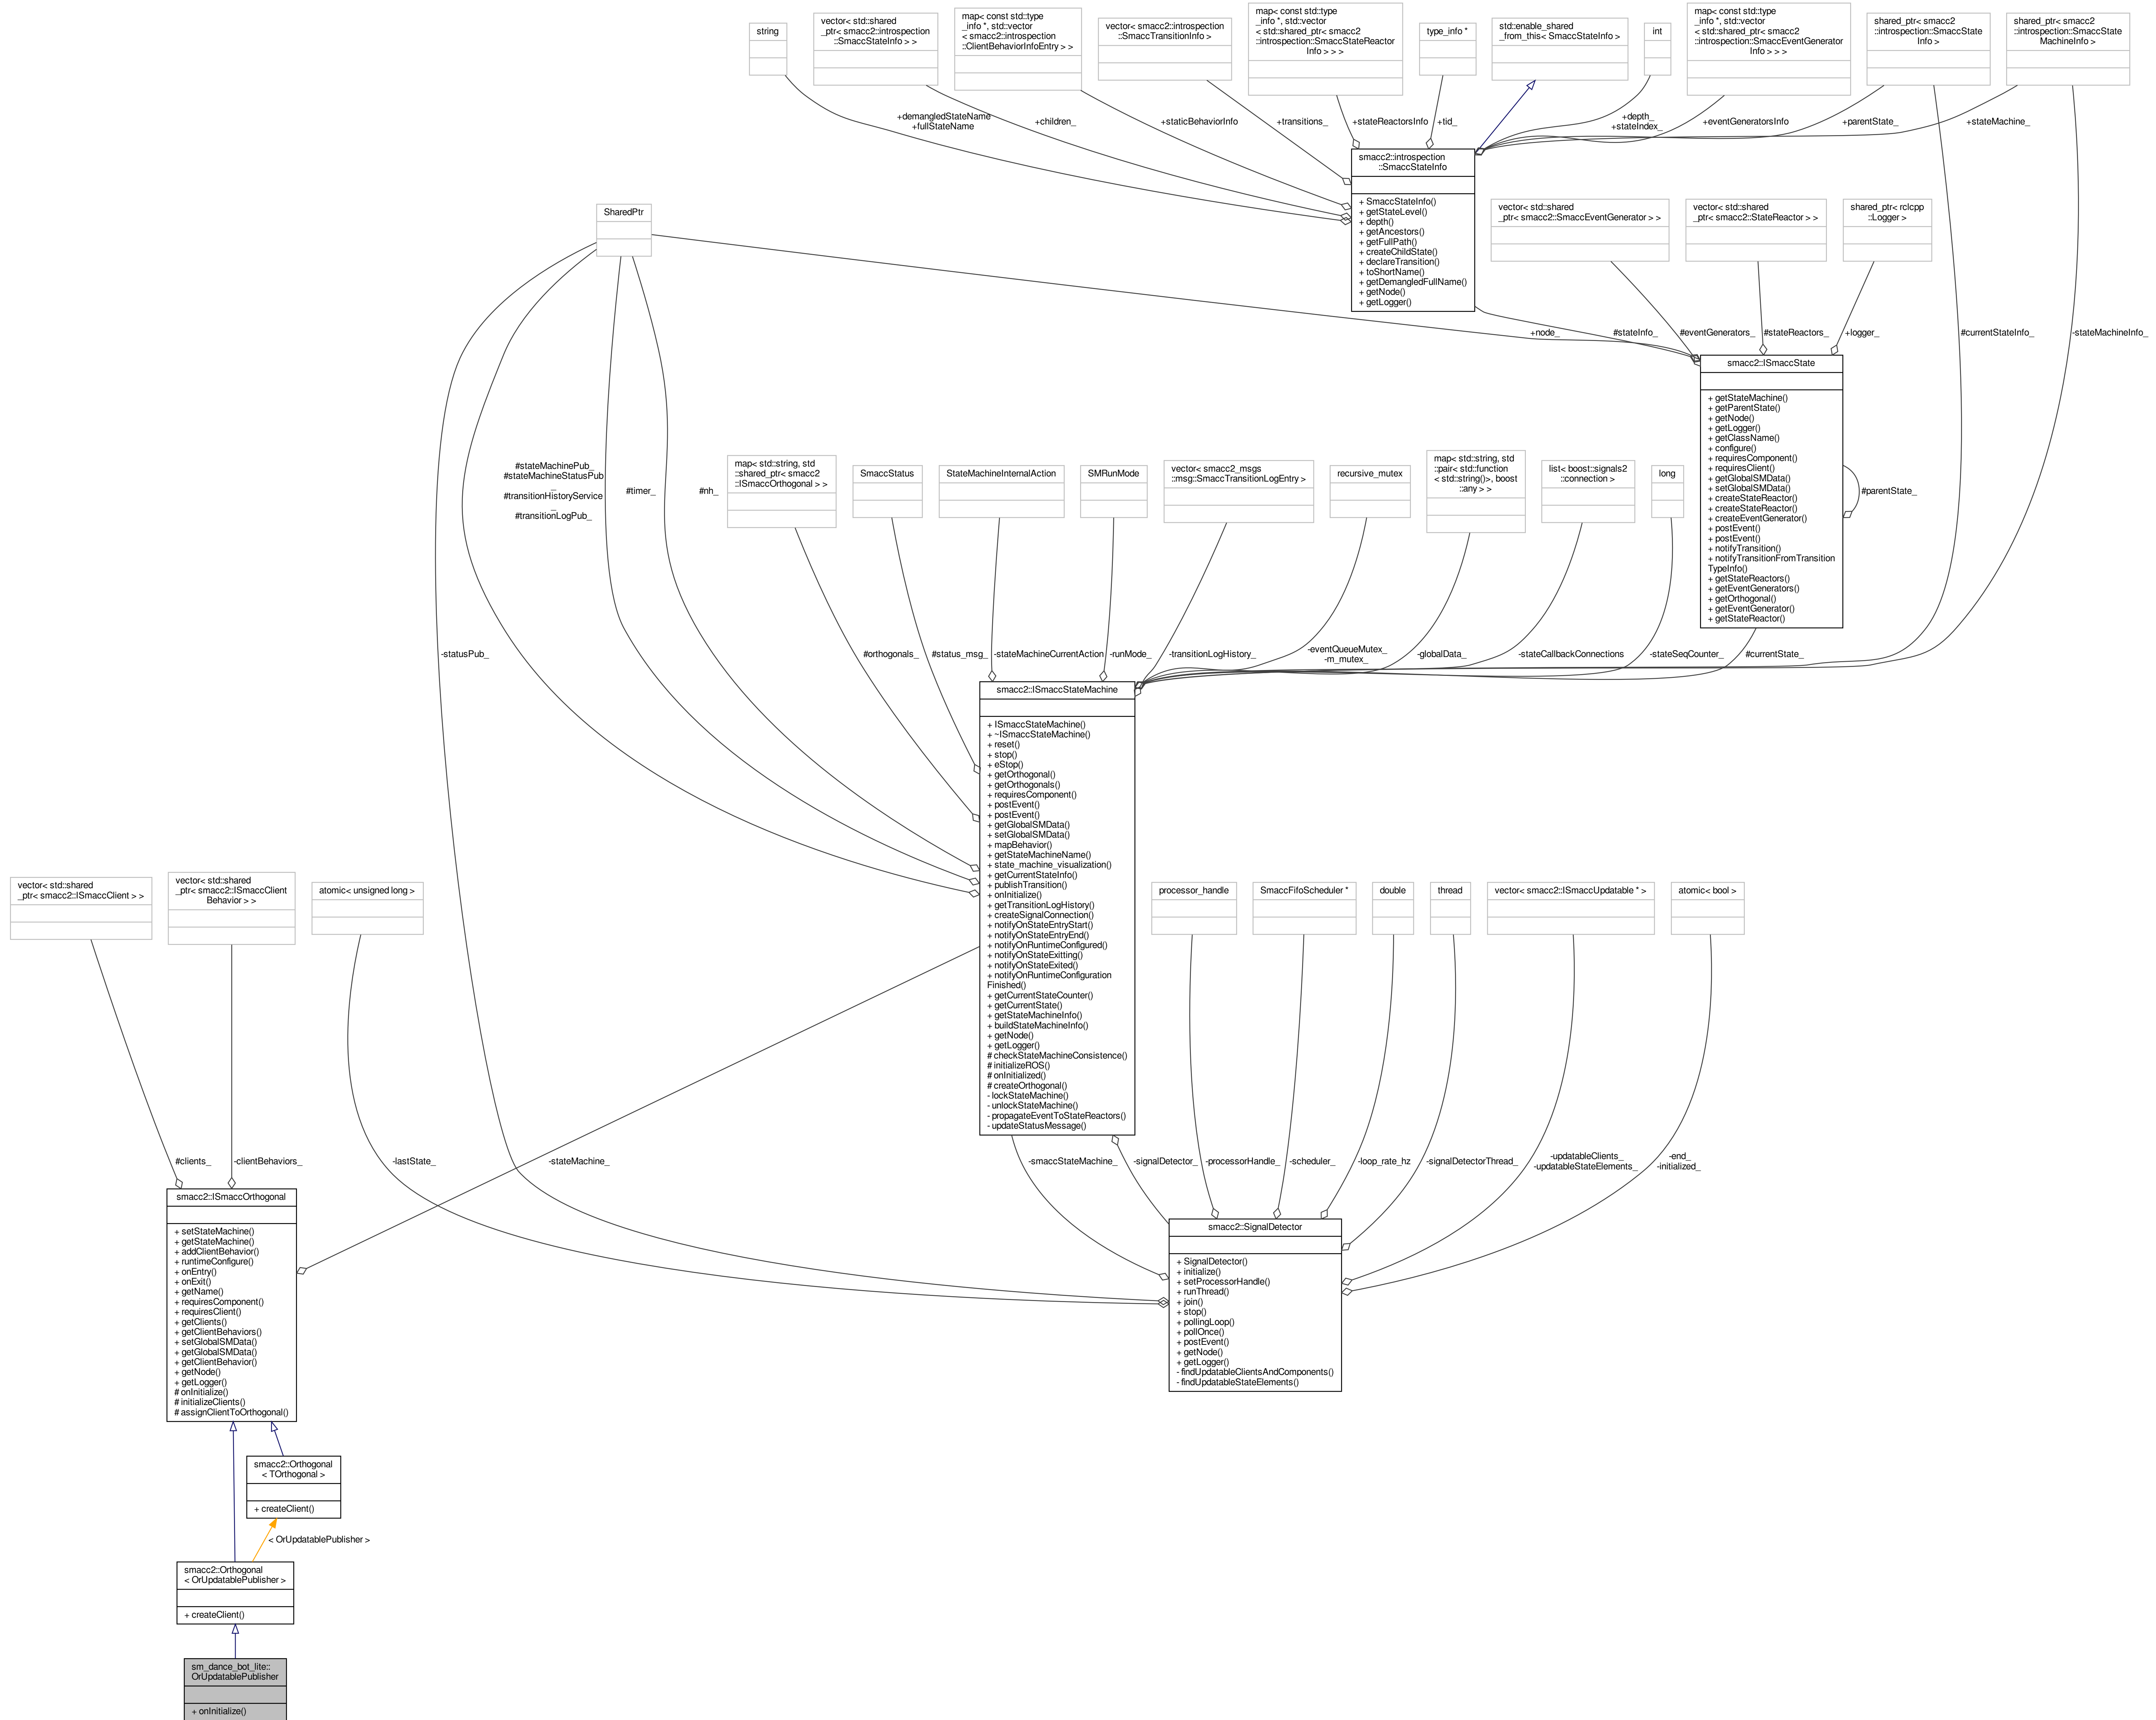 string
vector< std::shared
_ptr< smacc2::introspection
::SmaccStateInfo > >
map< const std::type
_info *, std::vector
< smacc2::introspection
::ClientBehaviorInfoEntry > >
vector< smacc2::introspection
::SmaccTransitionInfo >
map< const std::type
_info *, std::vector
< std::shared_ptr< smacc2
::introspection::SmaccStateReactor
Info > > >
type_info *
std::enable_shared
_from_this< SmaccStateInfo >
int
map< const std::type
_info *, std::vector
< std::shared_ptr< smacc2
::introspection::SmaccEventGenerator
Info > > >
shared_ptr< smacc2
::introspection::SmaccState
Info >
shared_ptr< smacc2
::introspection::SmaccState
MachineInfo >
+demangledStateName
+fullStateName
+children_
+staticBehaviorInfo
+transitions_
+stateReactorsInfo
+tid_
+depth_
+stateIndex_
+eventGeneratorsInfo
+parentState_
+stateMachine_
smacc2::introspection
::SmaccStateInfo
+ SmaccStateInfo()
+ getStateLevel()
+ depth()
+ getAncestors()
+ getFullPath()
+ createChildState()
+ declareTransition()
+ toShortName()
+ getDemangledFullName()
+ getNode()
+ getLogger()
SharedPtr
vector< std::shared
_ptr< smacc2::SmaccEventGenerator > >
vector< std::shared
_ptr< smacc2::StateReactor > >
shared_ptr< rclcpp
::Logger >
+node_
#stateInfo_
#eventGenerators_
#stateReactors_
+logger_
#currentStateInfo_
-stateMachineInfo_
smacc2::ISmaccState
+ getStateMachine()
+ getParentState()
+ getNode()
+ getLogger()
+ getClassName()
+ configure()
+ requiresComponent()
+ requiresClient()
+ getGlobalSMData()
+ setGlobalSMData()
+ createStateReactor()
+ createStateReactor()
+ createEventGenerator()
+ postEvent()
+ postEvent()
+ notifyTransition()
+ notifyTransitionFromTransition
TypeInfo()
+ getStateReactors()
+ getEventGenerators()
+ getOrthogonal()
+ getEventGenerator()
+ getStateReactor()
#parentState_
#stateMachinePub_
#stateMachineStatusPub
_
#transitionHistoryService
_
#transitionLogPub_
#timer_
#nh_
map< std::string, std
::shared_ptr< smacc2
::ISmaccOrthogonal > >
SmaccStatus
StateMachineInternalAction
SMRunMode
vector< smacc2_msgs
::msg::SmaccTransitionLogEntry >
recursive_mutex
map< std::string, std
::pair< std::function
< std::string()>, boost
::any > >
list< boost::signals2
::connection >
long
-statusPub_
#orthogonals_
#status_msg_
-stateMachineCurrentAction
-runMode_
-transitionLogHistory_
-eventQueueMutex_
-m_mutex_
-globalData_
-stateCallbackConnections
-stateSeqCounter_
#currentState_
smacc2::ISmaccStateMachine
+ ISmaccStateMachine()
+ ~ISmaccStateMachine()
+ reset()
+ stop()
+ eStop()
+ getOrthogonal()
+ getOrthogonals()
+ requiresComponent()
+ postEvent()
+ postEvent()
+ getGlobalSMData()
+ setGlobalSMData()
+ mapBehavior()
+ getStateMachineName()
+ state_machine_visualization()
+ getCurrentStateInfo()
+ publishTransition()
+ onInitialize()
+ getTransitionLogHistory()
+ createSignalConnection()
+ notifyOnStateEntryStart()
+ notifyOnStateEntryEnd()
+ notifyOnRuntimeConfigured()
+ notifyOnStateExitting()
+ notifyOnStateExited()
+ notifyOnRuntimeConfiguration
Finished()
+ getCurrentStateCounter()
+ getCurrentState()
+ getStateMachineInfo()
+ buildStateMachineInfo()
+ getNode()
+ getLogger()
# checkStateMachineConsistence()
# initializeROS()
# onInitialized()
# createOrthogonal()
- lockStateMachine()
- unlockStateMachine()
- propagateEventToStateReactors()
- updateStatusMessage()
vector< std::shared
_ptr< smacc2::ISmaccClient > >
vector< std::shared
_ptr< smacc2::ISmaccClient
Behavior > >
atomic< unsigned long >
processor_handle
SmaccFifoScheduler *
double
thread
vector< smacc2::ISmaccUpdatable * >
atomic< bool >
#clients_
-clientBehaviors_
-lastState_
-stateMachine_
-smaccStateMachine_
-signalDetector_
-processorHandle_
-scheduler_
-loop_rate_hz
-signalDetectorThread_
-updatableClients_
-updatableStateElements_
-end_
-initialized_
smacc2::ISmaccOrthogonal
+ setStateMachine()
+ getStateMachine()
+ addClientBehavior()
+ runtimeConfigure()
+ onEntry()
+ onExit()
+ getName()
+ requiresComponent()
+ requiresClient()
+ getClients()
+ getClientBehaviors()
+ setGlobalSMData()
+ getGlobalSMData()
+ getClientBehavior()
+ getNode()
+ getLogger()
# onInitialize()
# initializeClients()
# assignClientToOrthogonal()
smacc2::SignalDetector
+ SignalDetector()
+ initialize()
+ setProcessorHandle()
+ runThread()
+ join()
+ stop()
+ pollingLoop()
+ pollOnce()
+ postEvent()
+ getNode()
+ getLogger()
- findUpdatableClientsAndComponents()
- findUpdatableStateElements()
smacc2::Orthogonal
< TOrthogonal >
+ createClient()
< OrUpdatablePublisher >
smacc2::Orthogonal
< OrUpdatablePublisher >
+ createClient()
sm_dance_bot_lite::
OrUpdatablePublisher
+ onInitialize()